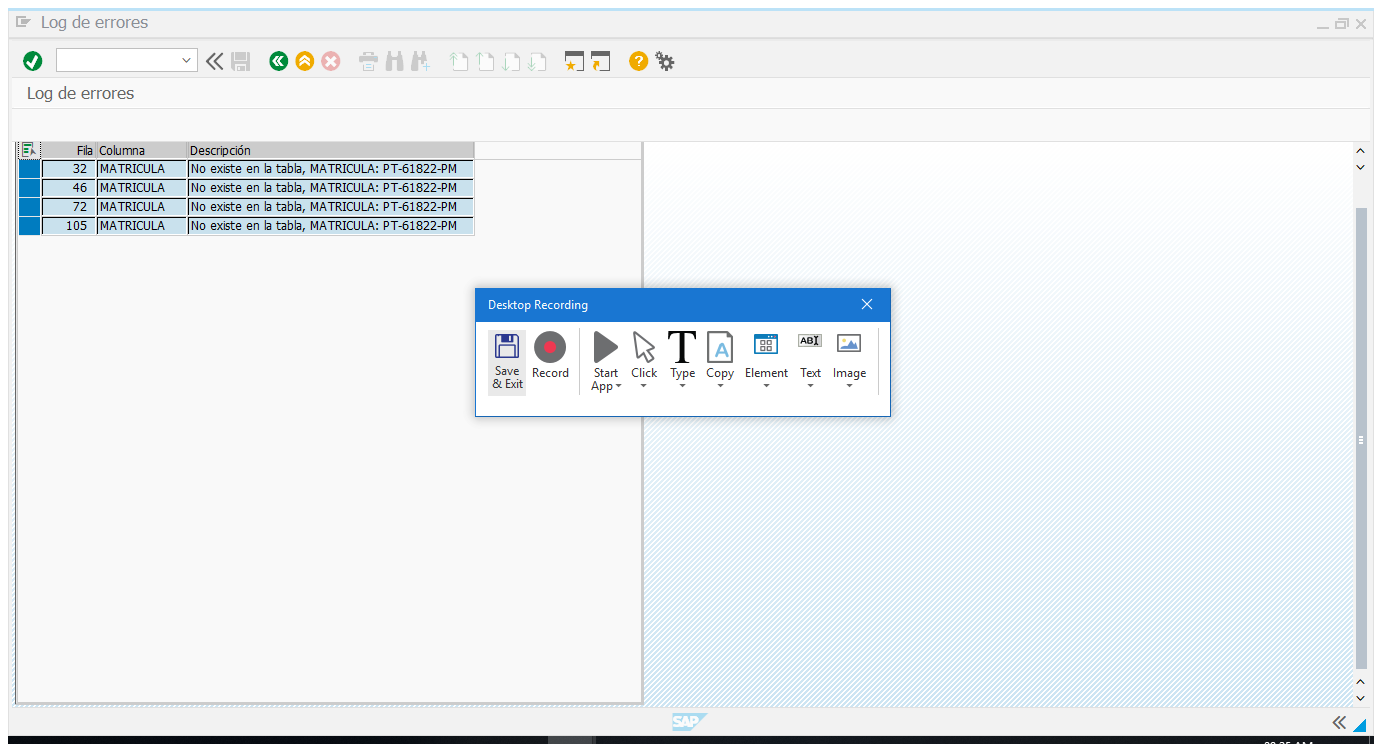 Log de errores
Log de errores
Fila Columna Descripción
32 MATRICULA No existe en la tabla, MATRICULA: PT-61822-PM
46 MATRICULA No existe en la tabla, MATRICULA: PT-61822-PM
72 MATRICULA No existe en la tabla, MATRICULA: PT-61822-PM
105 MATRICULA No existe en la tabla, MATRICULA: PT-61822-PM
Desktop Recording
Save & Exit
Record
Start App
Click
Type
Copy
Element
Text
Image
ABI
SAP